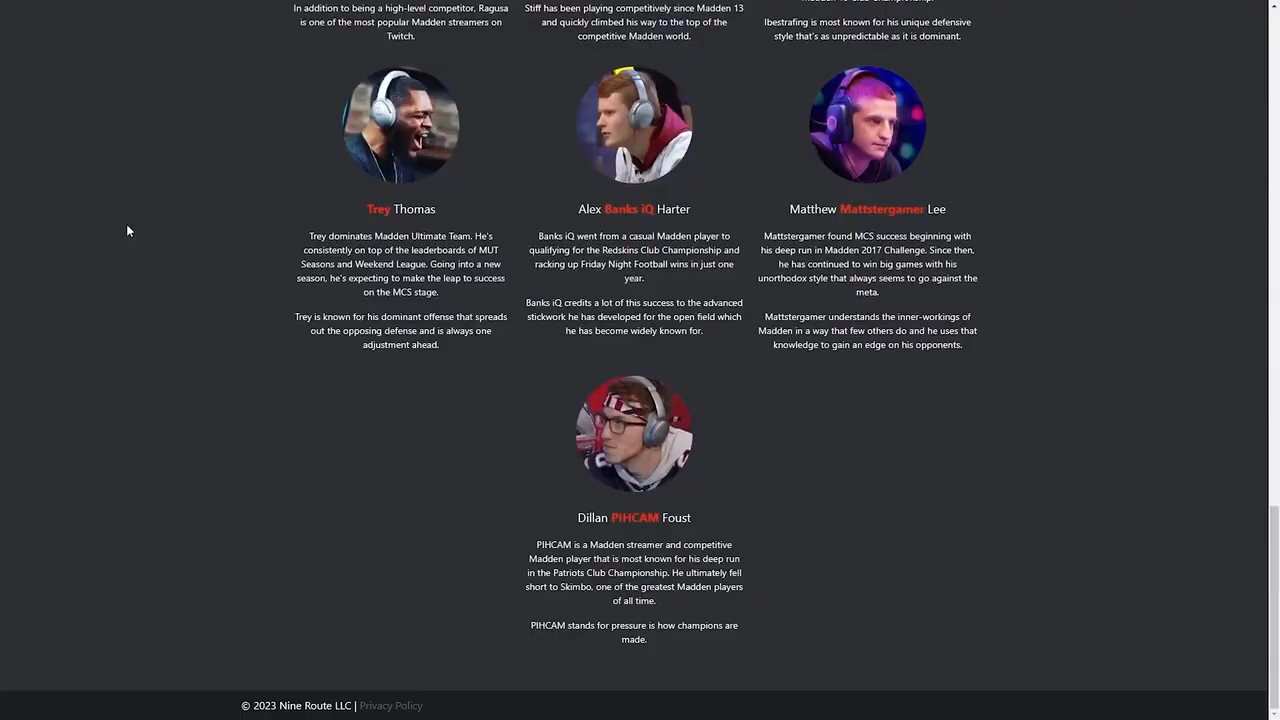 In addition to being a high-level competitor, Ragusa
is one of the most popular Madden streamers on
Twitch.
Stiff has been playing competitively since Madden 13
and quickly climbed his way to the top of the
competitive Madden world.
Ibestrafing is most known for his unique defensive
style that's as unpredictable as it is dominant.
Trey Thomas
Trey dominates Madden Ultimate Team. He's
consistently on top of the leaderboards of MUT
Seasons and Weekend League. Going into a new
season, he's expecting to make the leap to success
on the MCS stage.
Trey is known for his dominant offense that spreads
out the opposing defense and is always one
adjustment ahead.
Alex Banks iQ Harter
Banks iQ went from a casual Madden player to
qualifying for the Redskins Club Championship and
racking up Friday Night Football wins in just one
year.
Banks iQ credits a lot of this success to the advanced
stickwork he has developed for the open field which
he has become widely known for.
Matthew Mattstergamer Lee
Mattstergamer found MCS success beginning with
his deep run in Madden 2017 Challenge. Since then,
he has continued to win big games with his
unorthodox style that always seems to go against the
meta.
Mattstergamer understands the inner-workings of
Madden in a way that few others do and he uses that
knowledge to gain an edge on his opponents.
Dillan PIHCAM Foust
PIHCAM is a Madden streamer and competitive
Madden player that is most known for his deep run
in the Patriots Club Championship. He ultimately fell
short to Skimbo, one of the greatest Madden players
of all time.
PIHCAM stands for pressure is how champions are
made.
© 2023 Nine Route LLC | Privacy Policy